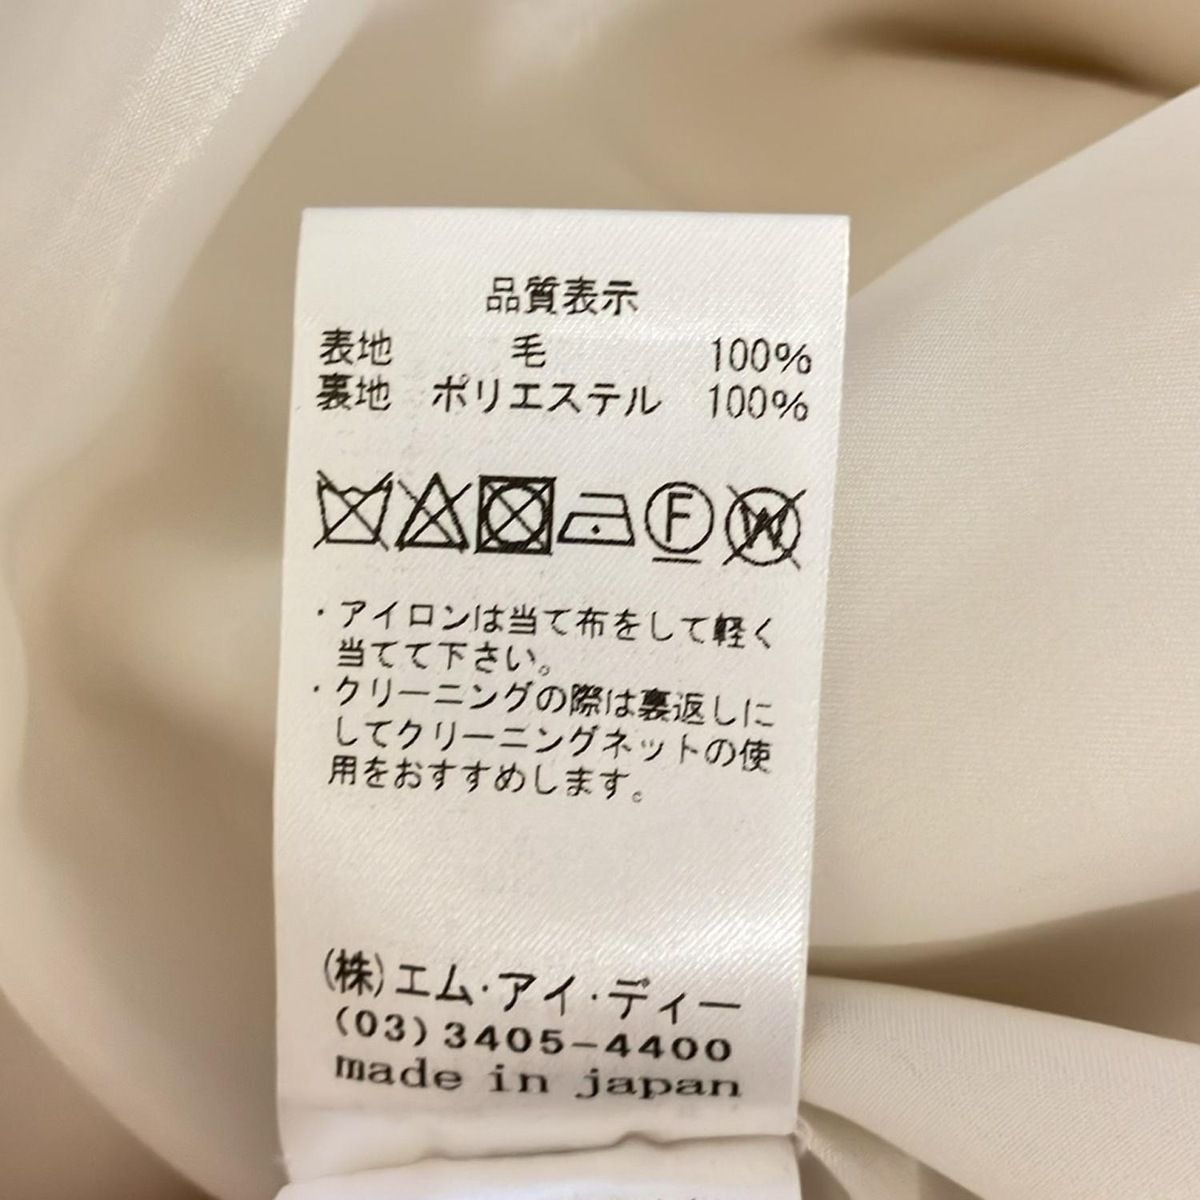 品質表示
表地 毛 100%
裏地 ポリエステル 100%
F W
・アイロンは当て布をして軽く
当てて下さい。
・クリーニングの際は裏返しに
してクリーニングネットの使
用をおすすめします。
(株)エム・アイ・ディー
(03)3405-4400
made in japan